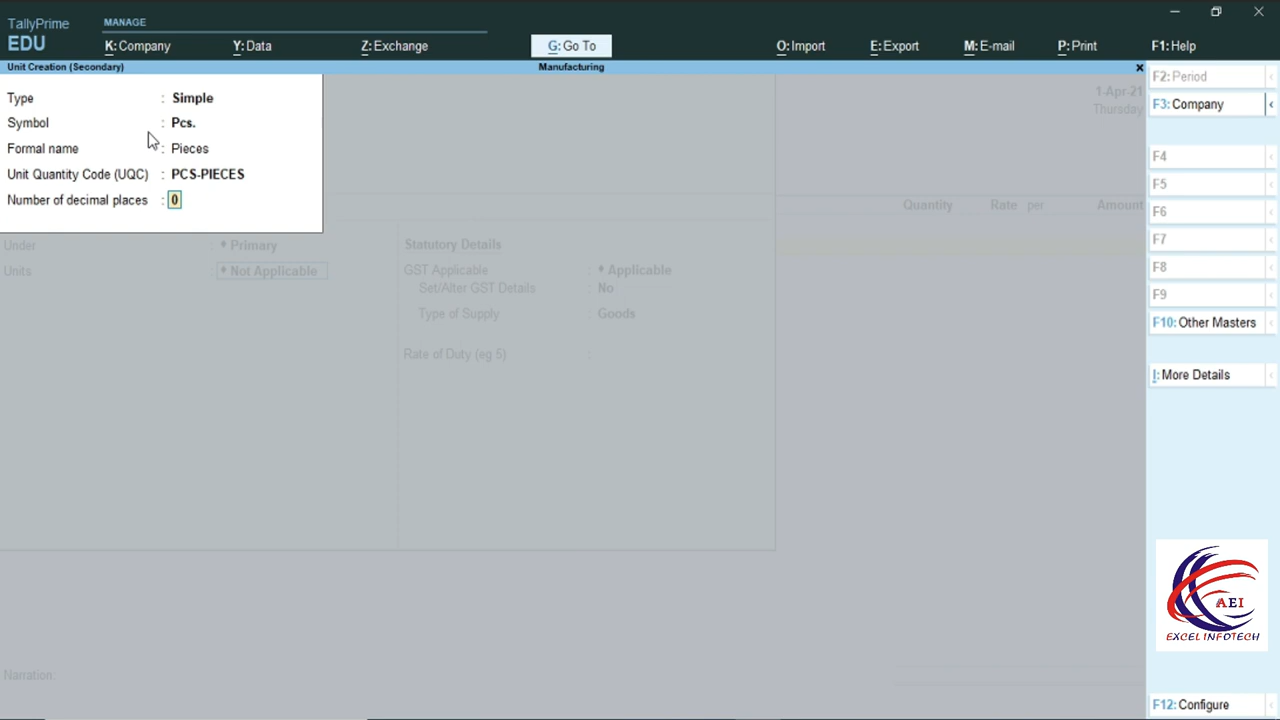 TallyPrime
EDU
MANAGE
K: Company
Y: Data
Z: Exchange
G: Go To
O: Import
E: Export
M: E-mail
P: Print
F1: Help
Unit Creation (Secondary)
Manufacturing
Type : Simple
Symbol : Pcs.
Formal name : Pieces
Unit Quantity Code (UQC) : PCS-PIECES
Number of decimal places : 0
1-Apr-21
Thursday
Quantity Rate per Amount
Under : ♦ Primary
Units : ♦ Not Applicable
Statutory Details
GST Applicable : ♦ Applicable
Set/Alter GST Details : No
Type of Supply : Goods
Rate of Duty (eg 5) :
Narration:
F2: Period
F3: Company
F4
F5
F6
F7
F8
F9
F10: Other Masters
I: More Details
AEI
EXCEL INFOTECH
F12: Configure